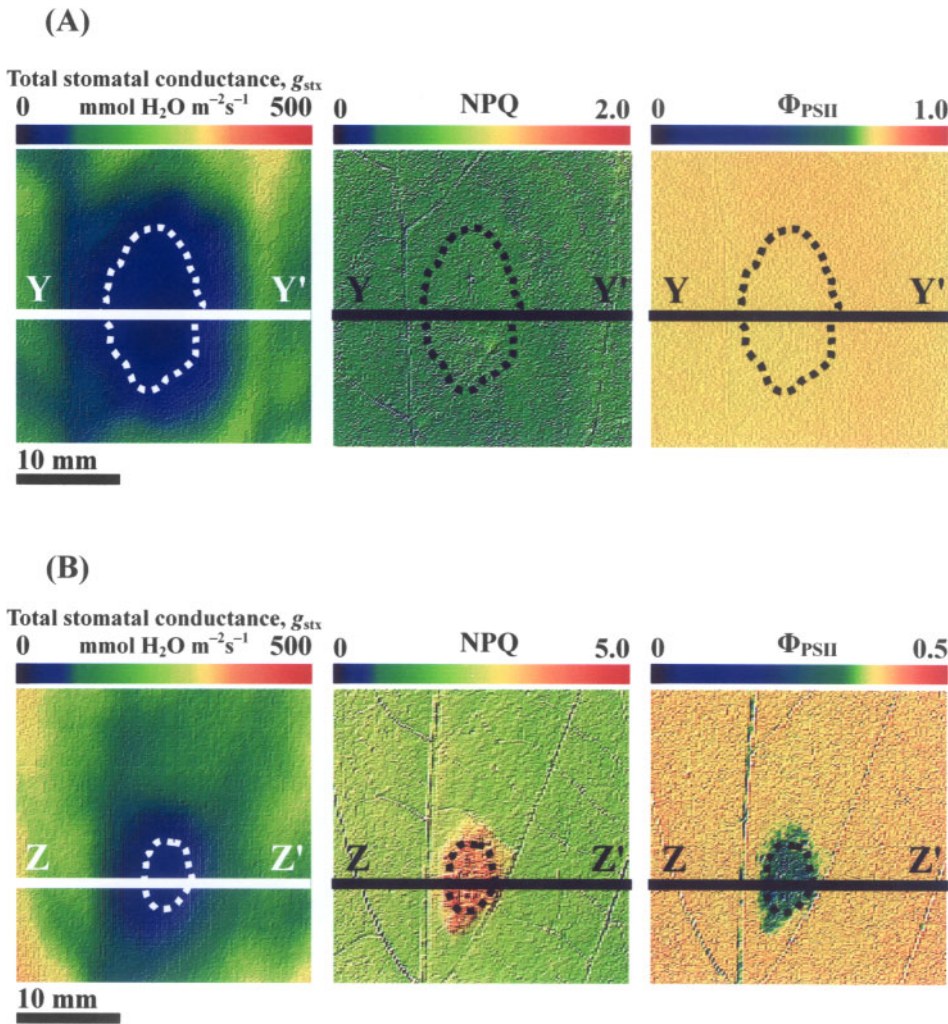 (A)
Total stomatal conductance, gstx
0 mmol H2O m−2s−1 500
0 NPQ 2.0
0 ΦPSII 1.0
Y Y'
Y Y'
Y Y'
10 mm
(B)
Total stomatal conductance, gstx
0 mmol H2O m−2s−1 500
0 NPQ 5.0
0 ΦPSII 0.5
Z Z'
Z Z'
Z Z'
10 mm